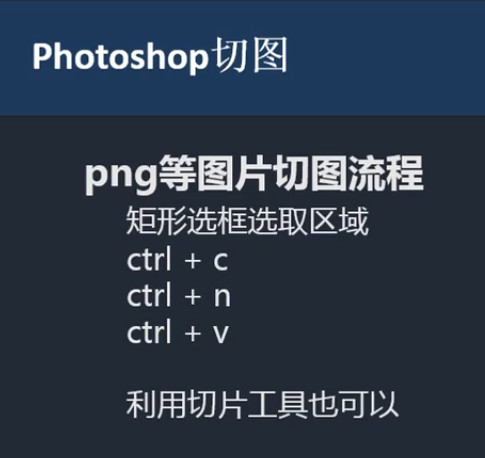 Photoshop切图
png等图片切图流程
矩形选框选取区域
ctrl + c
ctrl + n
ctrl + v
利用切片工具也可以